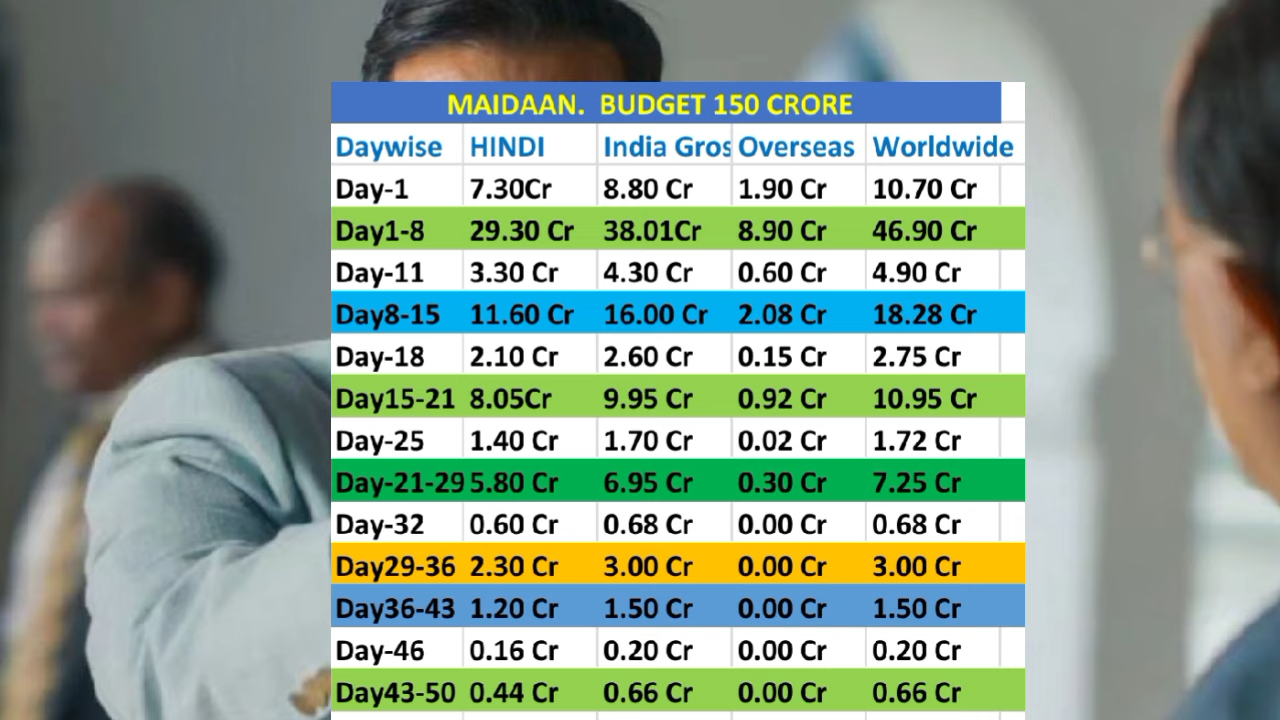 MAIDAAN. BUDGET 150 CRORE
Daywise HINDI India Gros Overseas Worldwide
Day-1 7.30Cr 8.80 Cr 1.90 Cr 10.70 Cr
Day1-8 29.30 Cr 38.01Cr 8.90 Cr 46.90 Cr
Day-11 3.30 Cr 4.30 Cr 0.60 Cr 4.90 Cr
Day8-15 11.60 Cr 16.00 Cr 2.08 Cr 18.28 Cr
Day-18 2.10 Cr 2.60 Cr 0.15 Cr 2.75 Cr
Day15-21 8.05Cr 9.95 Cr 0.92 Cr 10.95 Cr
Day-25 1.40 Cr 1.70 Cr 0.02 Cr 1.72 Cr
Day-21-29 5.80 Cr 6.95 Cr 0.30 Cr 7.25 Cr
Day-32 0.60 Cr 0.68 Cr 0.00 Cr 0.68 Cr
Day29-36 2.30 Cr 3.00 Cr 0.00 Cr 3.00 Cr
Day36-43 1.20 Cr 1.50 Cr 0.00 Cr 1.50 Cr
Day-46 0.16 Cr 0.20 Cr 0.00 Cr 0.20 Cr
Day43-50 0.44 Cr 0.66 Cr 0.00 Cr 0.66 Cr